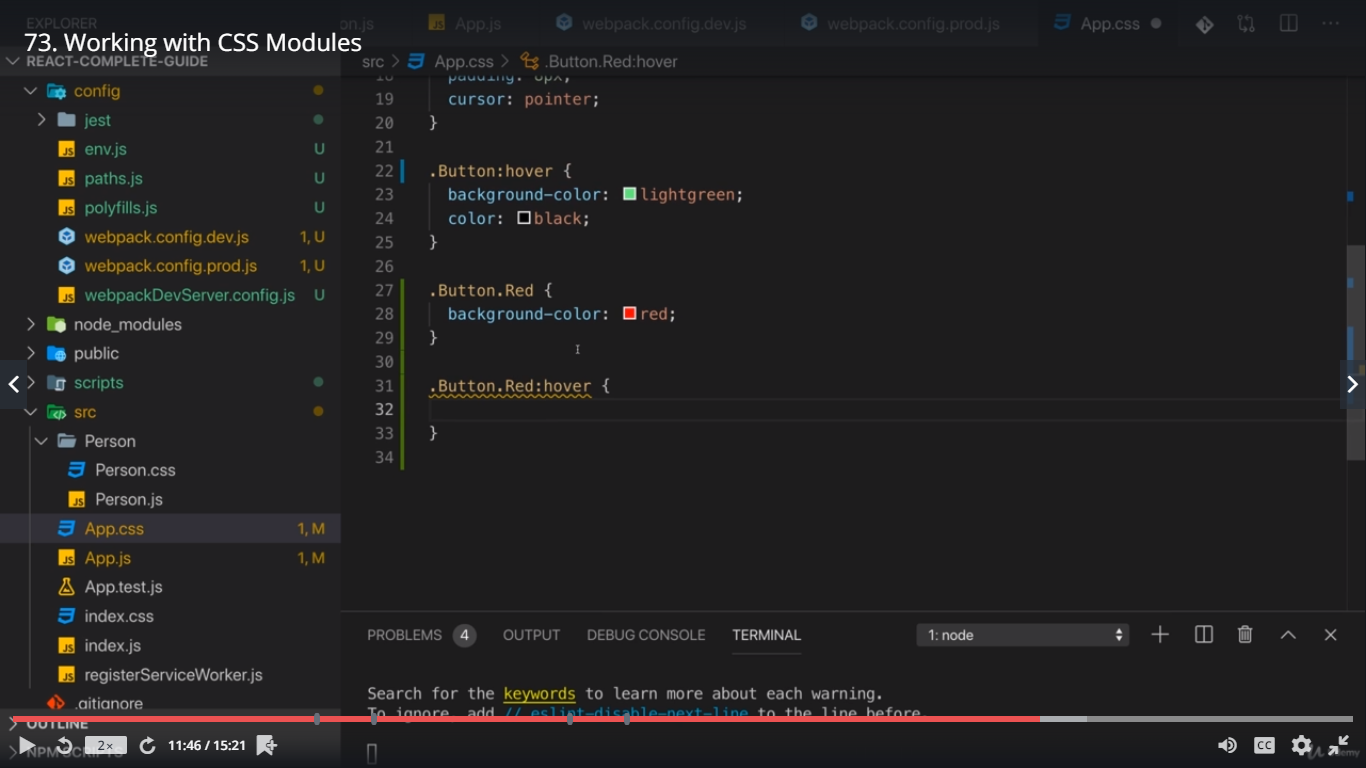 EXPLORER
on.js
App.js
webpack.config.dev.js
webpack.config.prod.js
App.css
73. Working with CSS Modules
REACT-COMPLETE-GUIDE
src > App.css > .Button.Red:hover
config
jest
env.js U
paths.js U
polyfills.js U
webpack.config.dev.js 1, U
webpack.config.prod.js 1, U
webpackDevServer.config.js U
node_modules
public
scripts
src
Person
Person.css
Person.js
App.css 1, M
App.js 1, M
App.test.js
index.css
index.js
registerServiceWorker.js
.gitignore
OUTLINE
NPM SCRIPTS
18 padding: 8px;
19 cursor: pointer;
20 }
21
22 .Button:hover {
23 background-color: lightgreen;
24 color: black;
25 }
26
27 .Button.Red {
28 background-color: red;
29 }
30
31 .Button.Red:hover {
32
33 }
34
PROBLEMS 4 OUTPUT DEBUG CONSOLE TERMINAL 1: node
Search for the keywords to learn more about each warning.
To ignore, add // eslint-disable-next-line to the line before.
2x 11:46 / 15:21 CC
Udemy